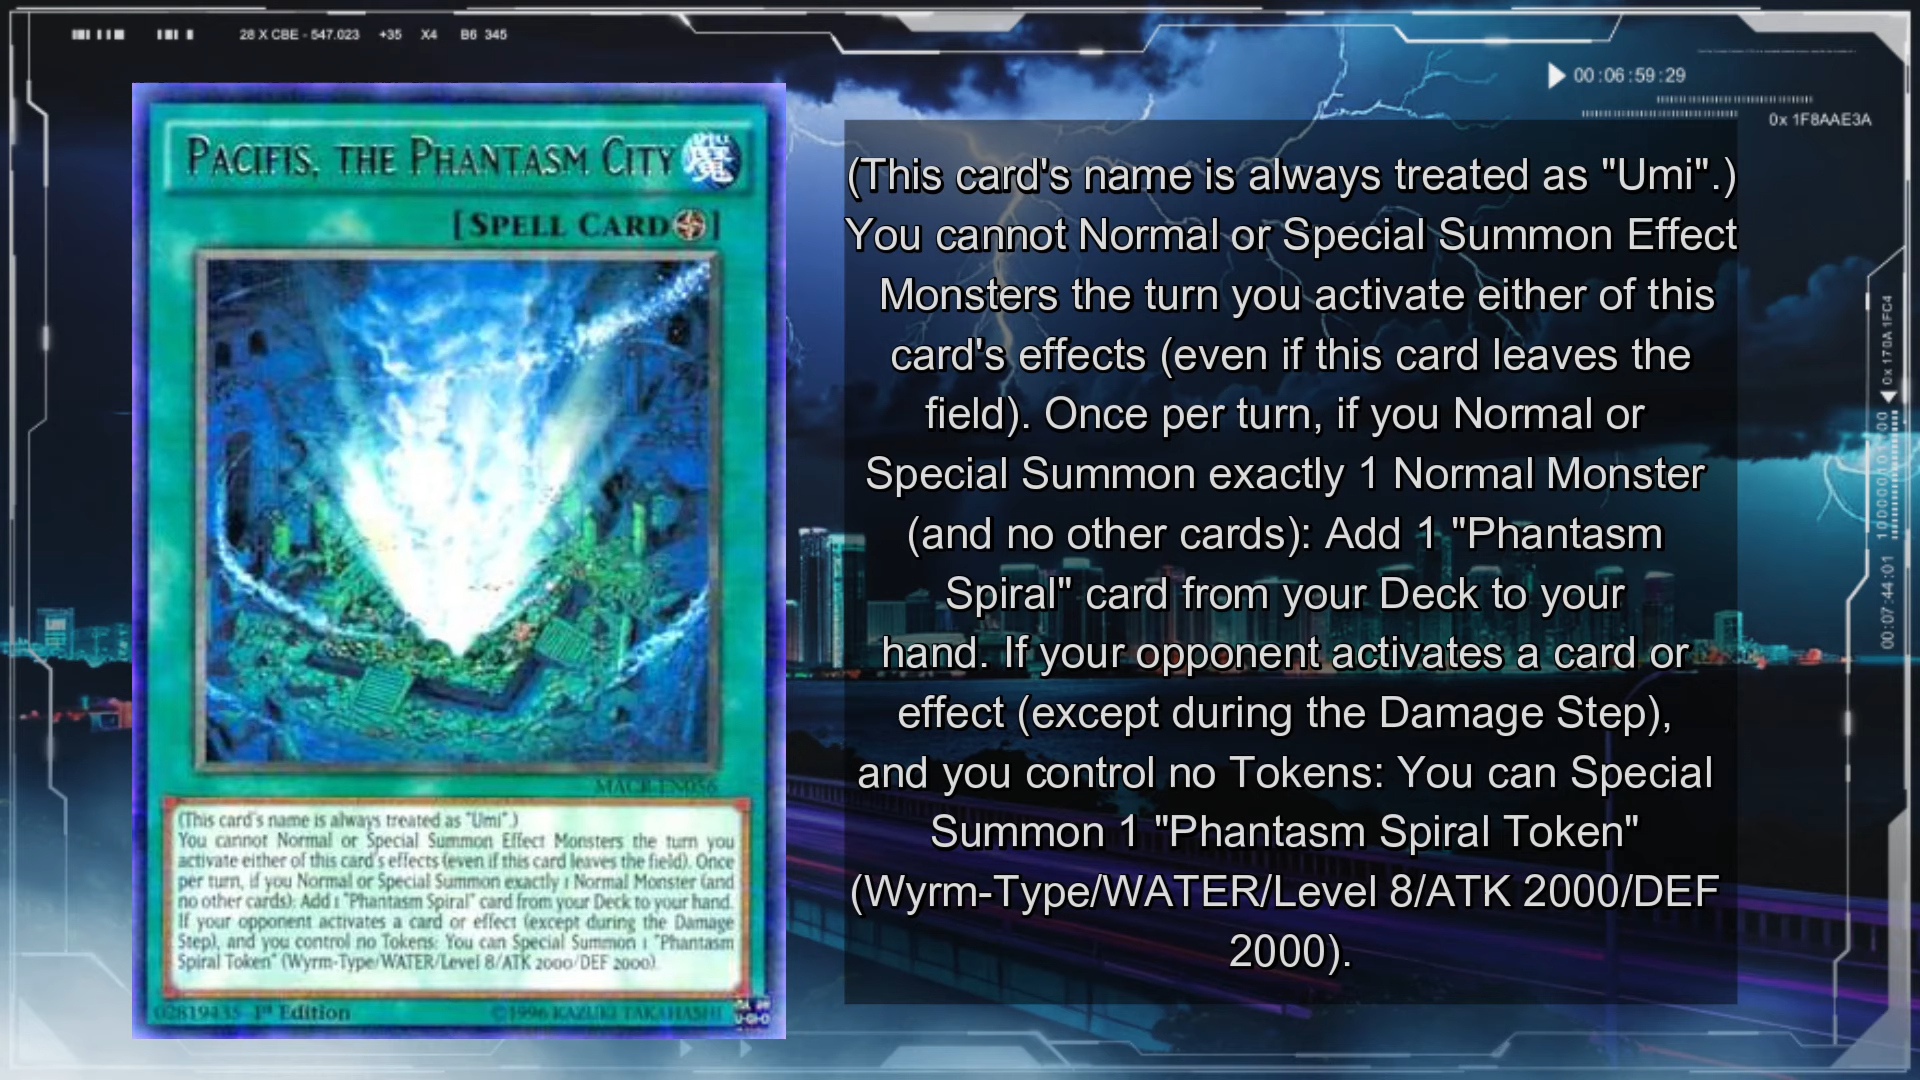 28 X CBE - 547.023 +35 X4 B6 345
00:06:59:29
0x 1F8AAE3A
PACIFIS, THE PHANTASM CITY 魔
[SPELL CARD]
MACR-EN056
(This card's name is always treated as "Umi".)
You cannot Normal or Special Summon Effect Monsters the turn you
activate either of this card's effects (even if this card leaves the field). Once
per turn, if you Normal or Special Summon exactly 1 Normal Monster (and
no other cards): Add 1 "Phantasm Spiral" card from your Deck to your hand.
If your opponent activates a card or effect (except during the Damage
Step), and you control no Tokens: You can Special Summon 1 "Phantasm
Spiral Token" (Wyrm-Type/WATER/Level 8/ATK 2000/DEF 2000).
02819435 1st Edition
©1996 KAZUKI TAKAHASHI
(This card's name is always treated as "Umi".)
You cannot Normal or Special Summon Effect
Monsters the turn you activate either of this
card's effects (even if this card leaves the
field). Once per turn, if you Normal or
Special Summon exactly 1 Normal Monster
(and no other cards): Add 1 "Phantasm
Spiral" card from your Deck to your
hand. If your opponent activates a card or
effect (except during the Damage Step),
and you control no Tokens: You can Special
Summon 1 "Phantasm Spiral Token"
(Wyrm-Type/WATER/Level 8/ATK 2000/DEF
2000).
0x 170A 1FC4
00:07:44:01